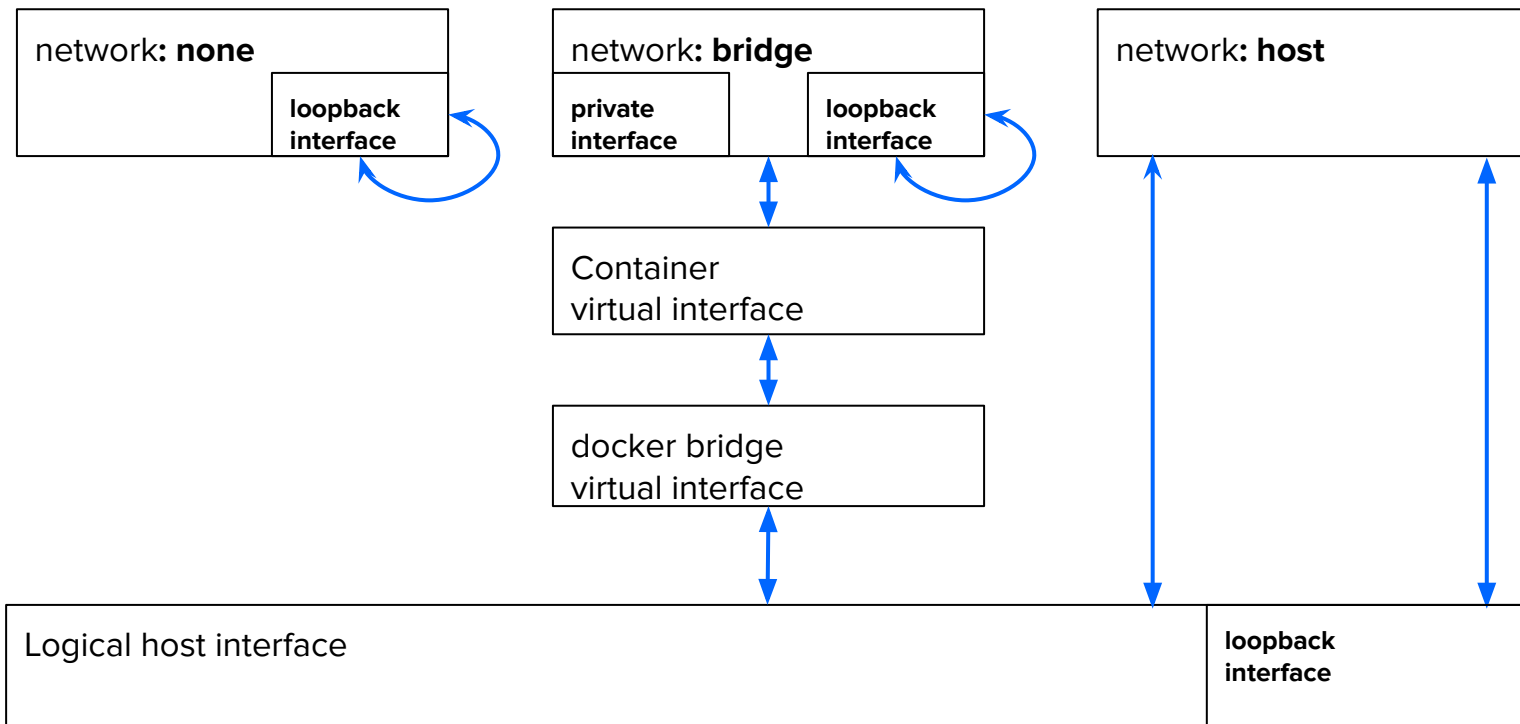 network: none
loopback
interface
network: bridge
private
interface
loopback
interface
network: host
Container
virtual interface
docker bridge
virtual interface
Logical host interface
loopback
interface